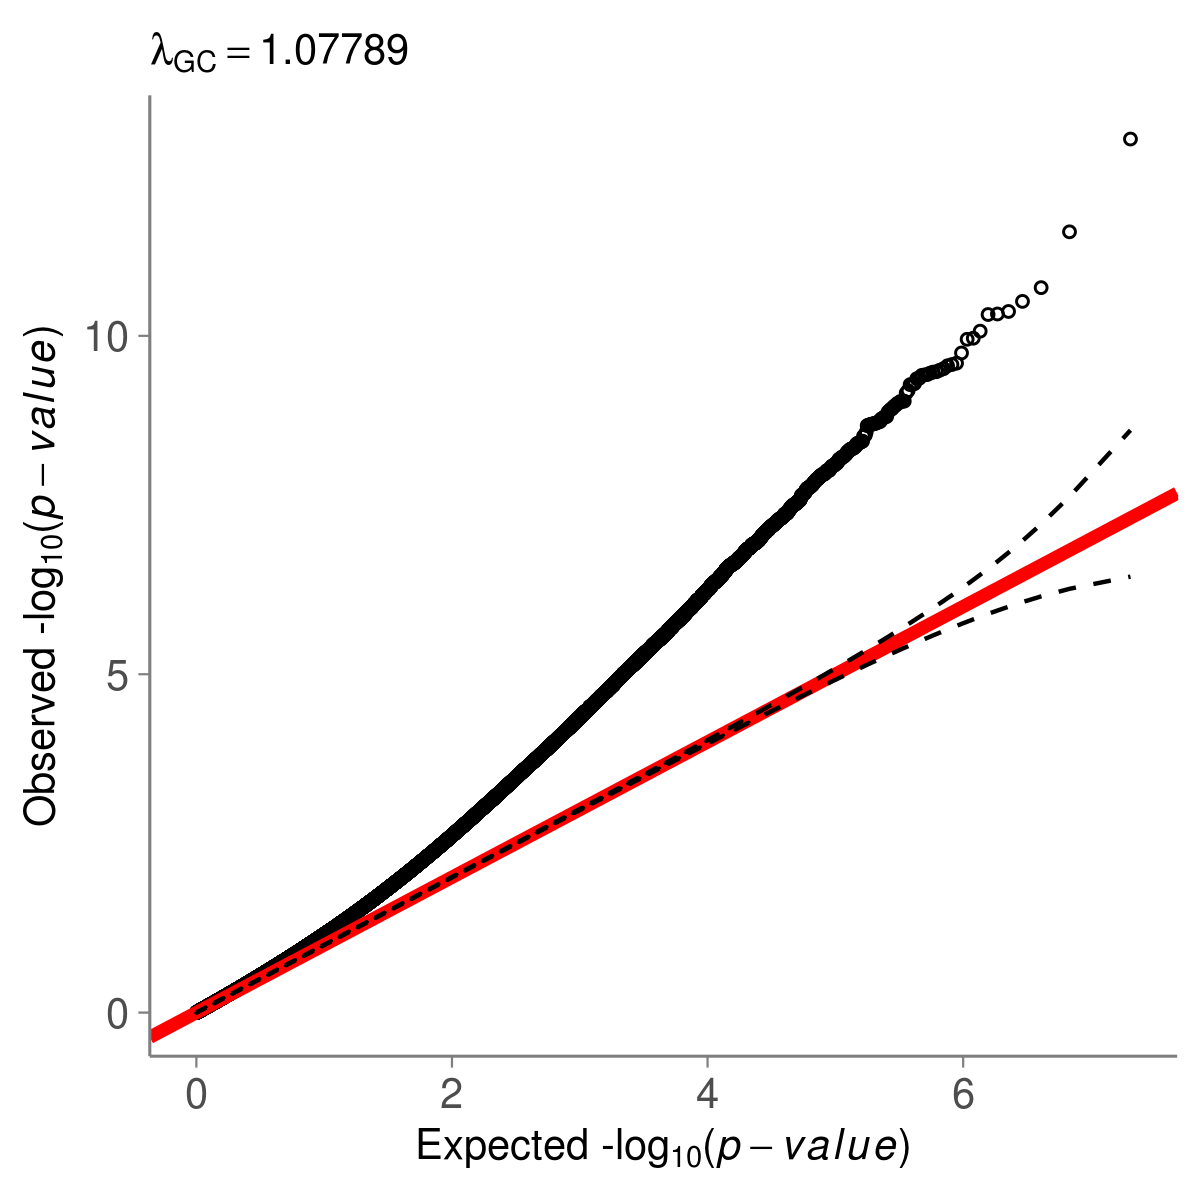 λGC = 1.07789
Observed -log10(p − value)
10
5
0
0 2 4 6
Expected -log10(p − value)